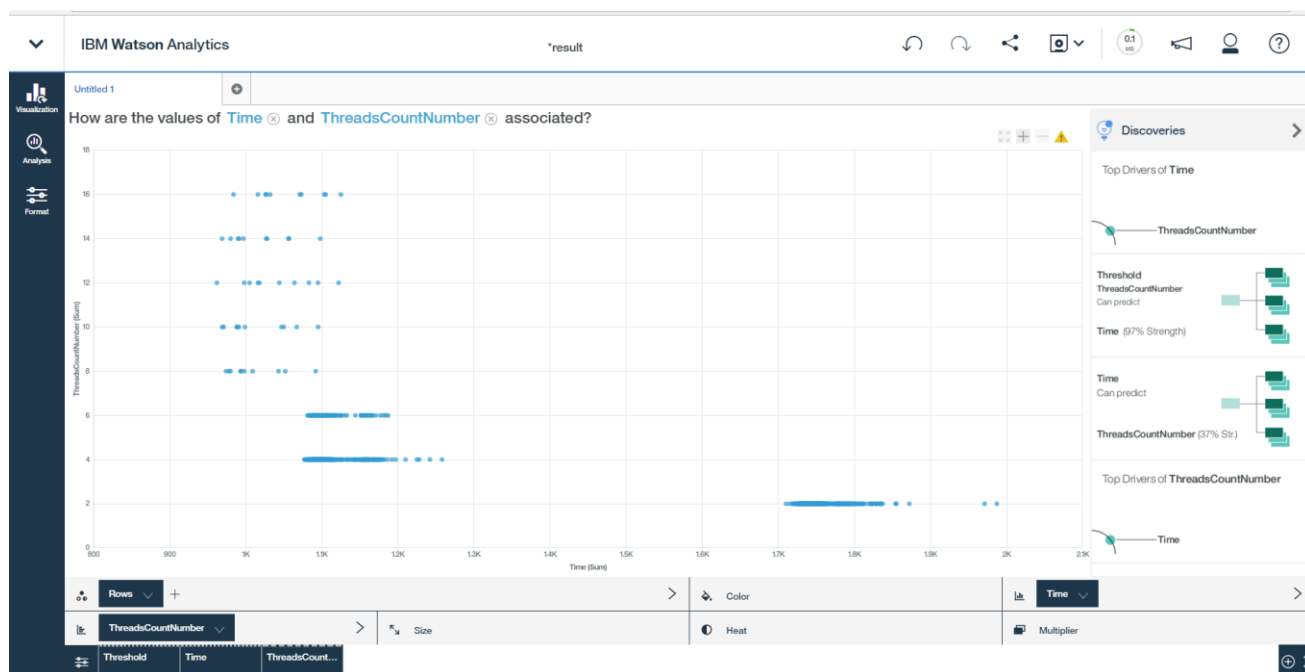 IBM Watson Analytics
*result
0.1
MB
?
Visualization
Analysis
Format
Untitled 1
How are the values of Time and ThreadsCountNumber associated?
18
16
14
12
10
8
6
4
2
0
ThreadsCountNumber (Sum)
800 900 1K 1.1K 1.2K 1.3K 1.4K 1.5K 1.6K 1.7K 1.8K 1.9K 2K 2.1K
Time (Sum)
Discoveries
Top Drivers of Time
ThreadsCountNumber
Threshold
ThreadsCountNumber
Can predict
Time (97% Strength)
Time
Can predict
ThreadsCountNumber (37% Str.)
Top Drivers of ThreadsCountNumber
Time
Rows
Color
Time
ThreadsCountNumber
Size
Heat
Multiplier
Threshold Time ThreadsCount...